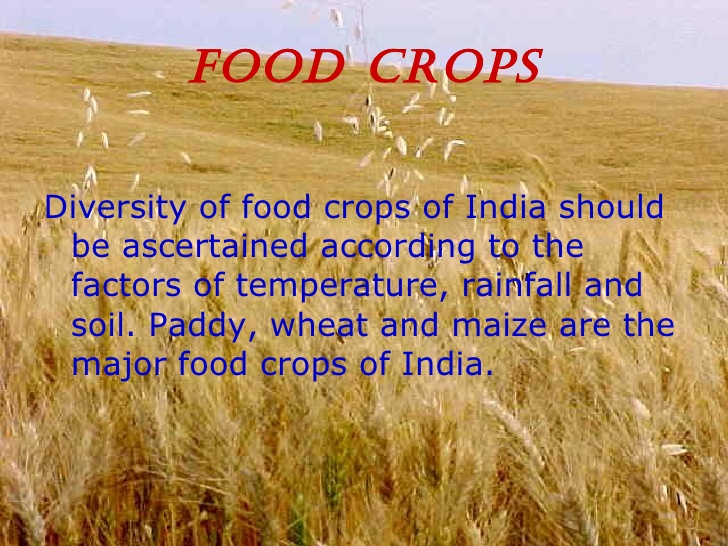 FOOD CROPS
Diversity of food crops of India should
be ascertained according to the
factors of temperature, rainfall and
soil. Paddy, wheat and maize are the
major food crops of India.